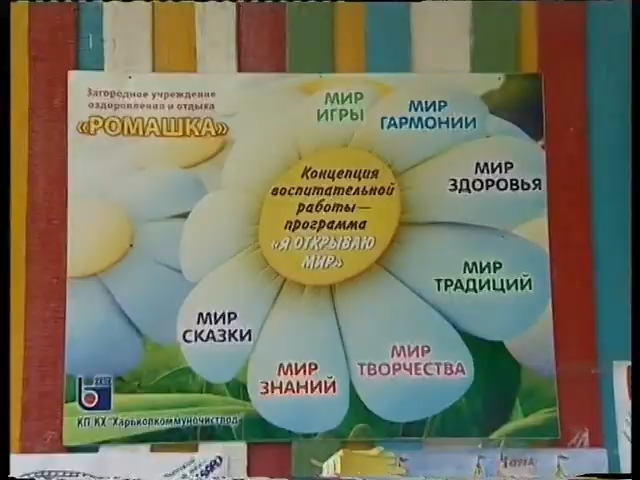 Загородное учреждение
оздоровления и отдыха
«РОМАШКА»
МИР
ИГРЫ
МИР
ГАРМОНИИ
МИР
ЗДОРОВЬЯ
Концепция
воспитательной
работы —
программа
«Я ОТКРЫВАЮ
МИР»
МИР
ТРАДИЦИЙ
МИР
СКАЗКИ
МИР
ТВОРЧЕСТВА
МИР
ЗНАНИЙ
КП КХ "Харьковкоммуночиствод"